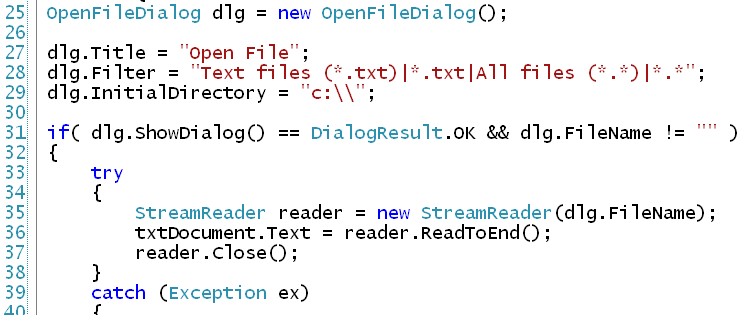 25 OpenFileDialog dlg = new OpenFileDialog();
26
27 dlg.Title = "Open File";
28 dlg.Filter = "Text files (*.txt)|*.txt|All files (*.*)|*.*";
29 dlg.InitialDirectory = "c:\\";
30
31 if( dlg.ShowDialog() == DialogResult.OK && dlg.FileName != "" )
32 {
33     try
34     {
35         StreamReader reader = new StreamReader(dlg.FileName);
36         txtDocument.Text = reader.ReadToEnd();
37         reader.Close();
38     }
39     catch (Exception ex)
40     {